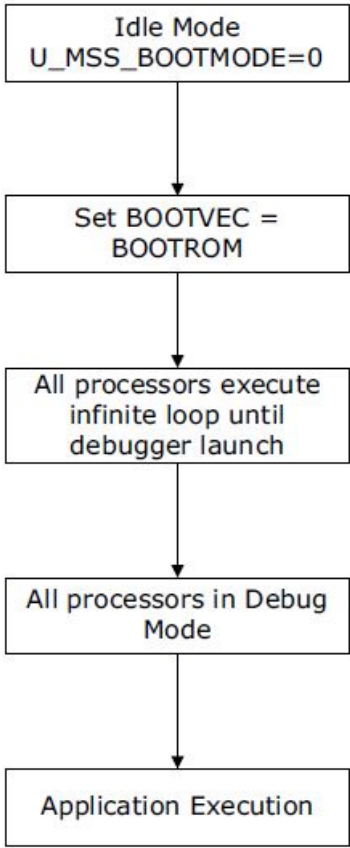 Idle Mode
U_MSS_BOOTMODE=0
Set BOOTVEC =
BOOTROM
All processors execute
infinite loop until
debugger launch
All processors in Debug
Mode
Application Execution